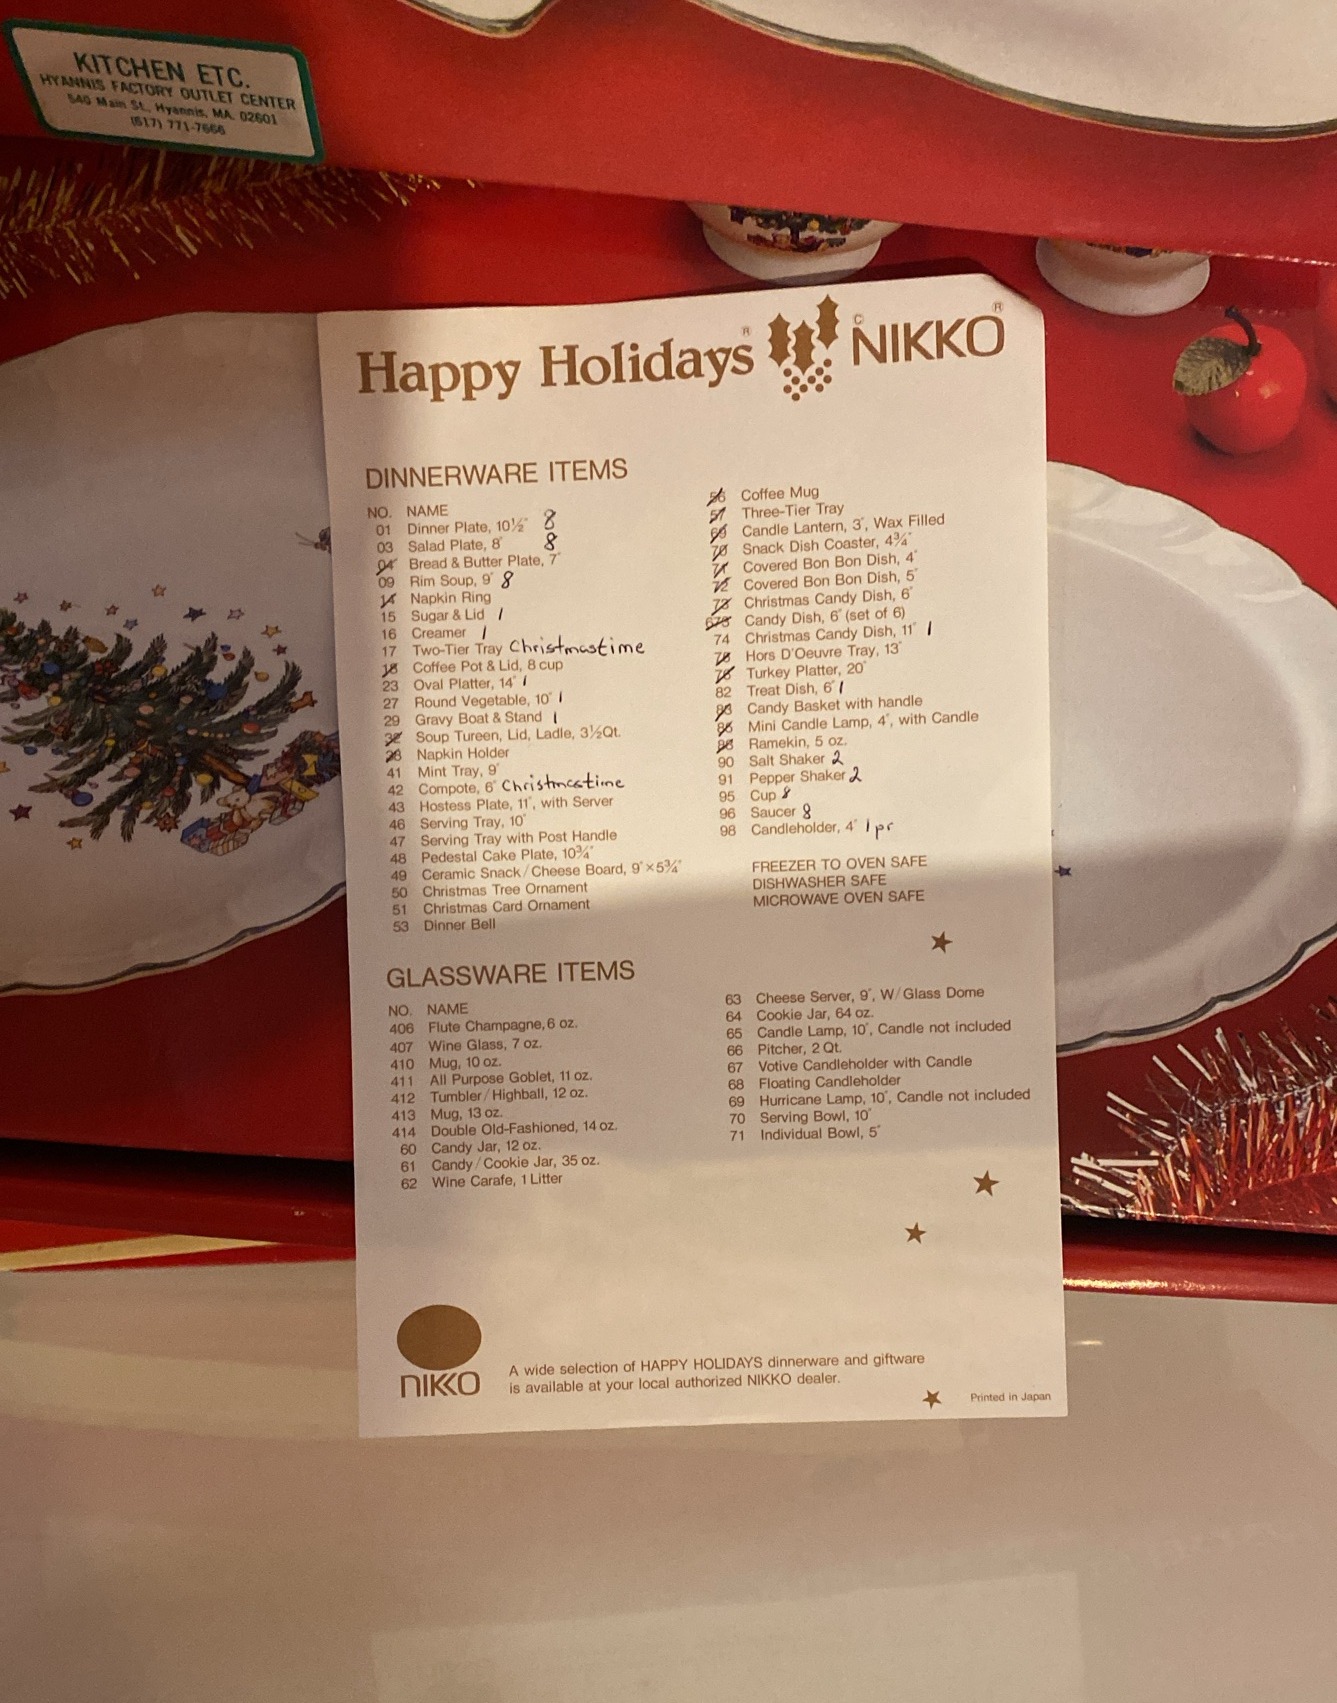 KITCHEN ETC.
HYANNIS FACTORY OUTLET CENTER
540 Main St., Hyannis, MA. 02601
(617) 771-7666
Happy Holidays® © NIKKO®
DINNERWARE ITEMS
NO. NAME
01 Dinner Plate, 10½" 8
03 Salad Plate, 8" 8
04 Bread & Butter Plate, 7"
09 Rim Soup, 9" 8
14 Napkin Ring
15 Sugar & Lid 1
16 Creamer 1
17 Two-Tier Tray Christmastime
18 Coffee Pot & Lid, 8 cup
23 Oval Platter, 14" 1
27 Round Vegetable, 10" 1
29 Gravy Boat & Stand 1
Soup Tureen, Lid, Ladle, 3½Qt.
Napkin Holder
41 Mint Tray, 9"
42 Compote, 6" Christmastime
43 Hostess Plate, 11", with Server
46 Serving Tray, 10"
47 Serving Tray with Post Handle
48 Pedestal Cake Plate, 10¾"
49 Ceramic Snack/Cheese Board, 9"×5¾"
50 Christmas Tree Ornament
51 Christmas Card Ornament
53 Dinner Bell
56 Coffee Mug
57 Three-Tier Tray
Candle Lantern, 3", Wax Filled
70 Snack Dish Coaster, 4¾"
71 Covered Bon Bon Dish, 4"
72 Covered Bon Bon Dish, 5"
73 Christmas Candy Dish, 6"
673 Candy Dish, 6" (set of 6)
74 Christmas Candy Dish, 11" 1
Hors D'Oeuvre Tray, 13"
Turkey Platter, 20"
82 Treat Dish, 6" 1
Candy Basket with handle
Mini Candle Lamp, 4", with Candle
Ramekin, 5 oz.
90 Salt Shaker 2
91 Pepper Shaker 2
95 Cup 8
96 Saucer 8
98 Candleholder, 4" 1 pr
FREEZER TO OVEN SAFE
DISHWASHER SAFE
MICROWAVE OVEN SAFE
GLASSWARE ITEMS
NO. NAME
406 Flute Champagne, 6 oz.
407 Wine Glass, 7 oz.
410 Mug, 10 oz.
411 All Purpose Goblet, 11 oz.
412 Tumbler/Highball, 12 oz.
413 Mug, 13 oz.
414 Double Old-Fashioned, 14 oz.
60 Candy Jar, 12 oz.
61 Candy/Cookie Jar, 35 oz.
62 Wine Carafe, 1 Litter
63 Cheese Server, 9", W/Glass Dome
64 Cookie Jar, 64 oz.
65 Candle Lamp, 10", Candle not included
66 Pitcher, 2 Qt.
67 Votive Candleholder with Candle
68 Floating Candleholder
69 Hurricane Lamp, 10", Candle not included
70 Serving Bowl, 10"
71 Individual Bowl, 5"
NIKKO
A wide selection of HAPPY HOLIDAYS dinnerware and giftware
is available at your local authorized NIKKO dealer.
Printed in Japan